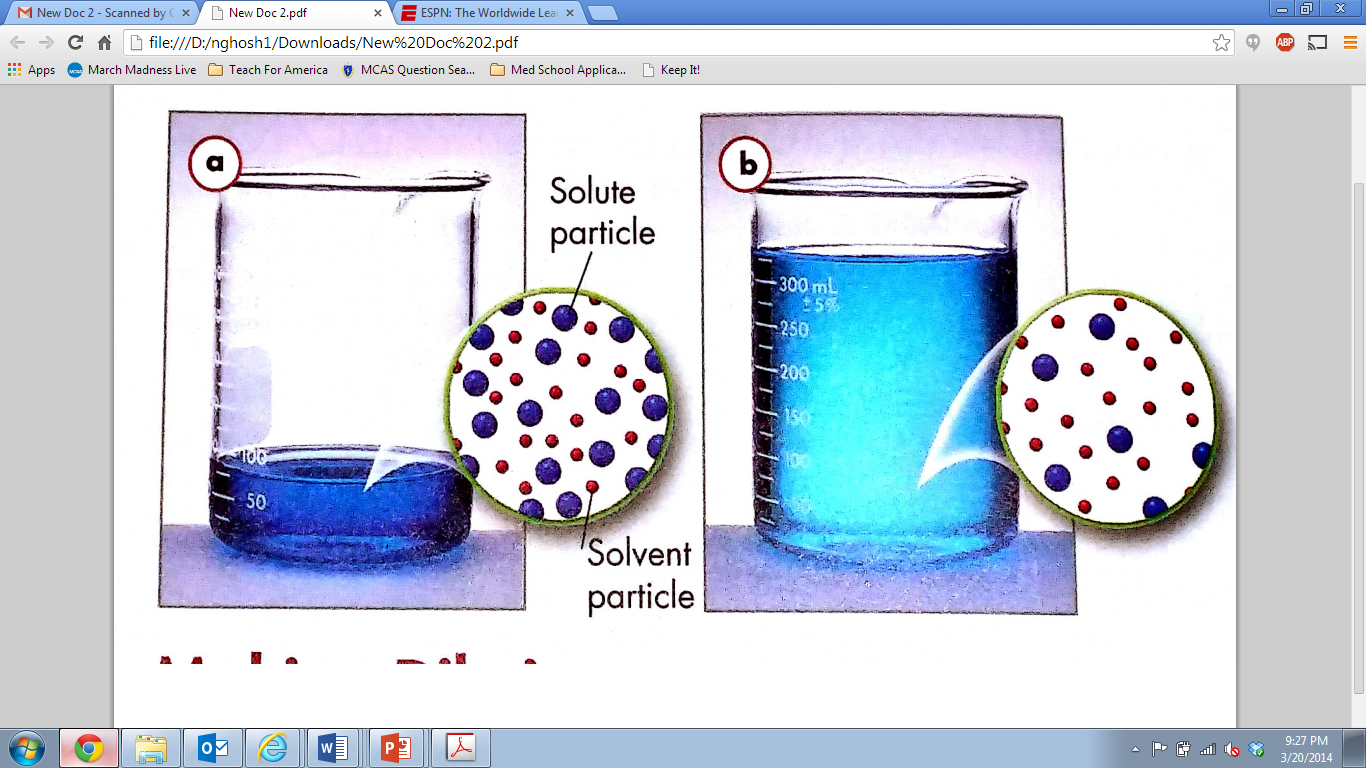 New Doc 2 - Scanned by
New Doc 2.pdf
ESPN: The Worldwide Lea
file:///D:/nghosh1/Downloads/New%20Doc%202.pdf
ABP
Apps
March Madness Live
Teach For America
MCAS Question Sea...
Med School Applica...
Keep It!
a
100
50
Solute
particle
Solvent
particle
b
300 mL
±5%
250
200
150
100
9:27 PM
3/20/2014